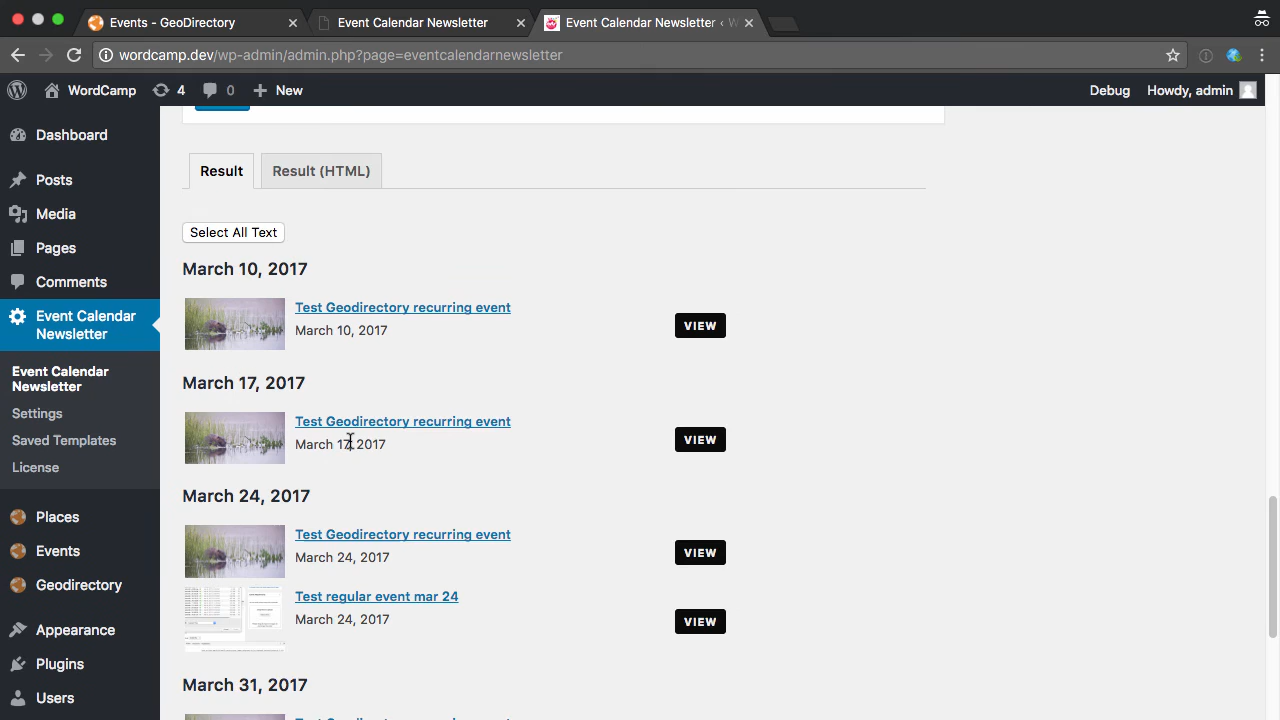 Events - GeoDirectory
Event Calendar Newsletter
Event Calendar Newsletter ‹ W
wordcamp.dev/wp-admin/admin.php?page=eventcalendarnewsletter
WordCamp
4
0
New
Debug
Howdy, admin
Dashboard
Posts
Media
Pages
Comments
Event Calendar
Newsletter
Event Calendar
Newsletter
Settings
Saved Templates
License
Places
Events
Geodirectory
Appearance
Plugins
Users
Result
Result (HTML)
Select All Text
March 10, 2017
Test Geodirectory recurring event
March 10, 2017
VIEW
March 17, 2017
Test Geodirectory recurring event
March 17, 2017
VIEW
March 24, 2017
Test Geodirectory recurring event
March 24, 2017
VIEW
Test regular event mar 24
March 24, 2017
VIEW
March 31, 2017
Test Geodirectory recurring event